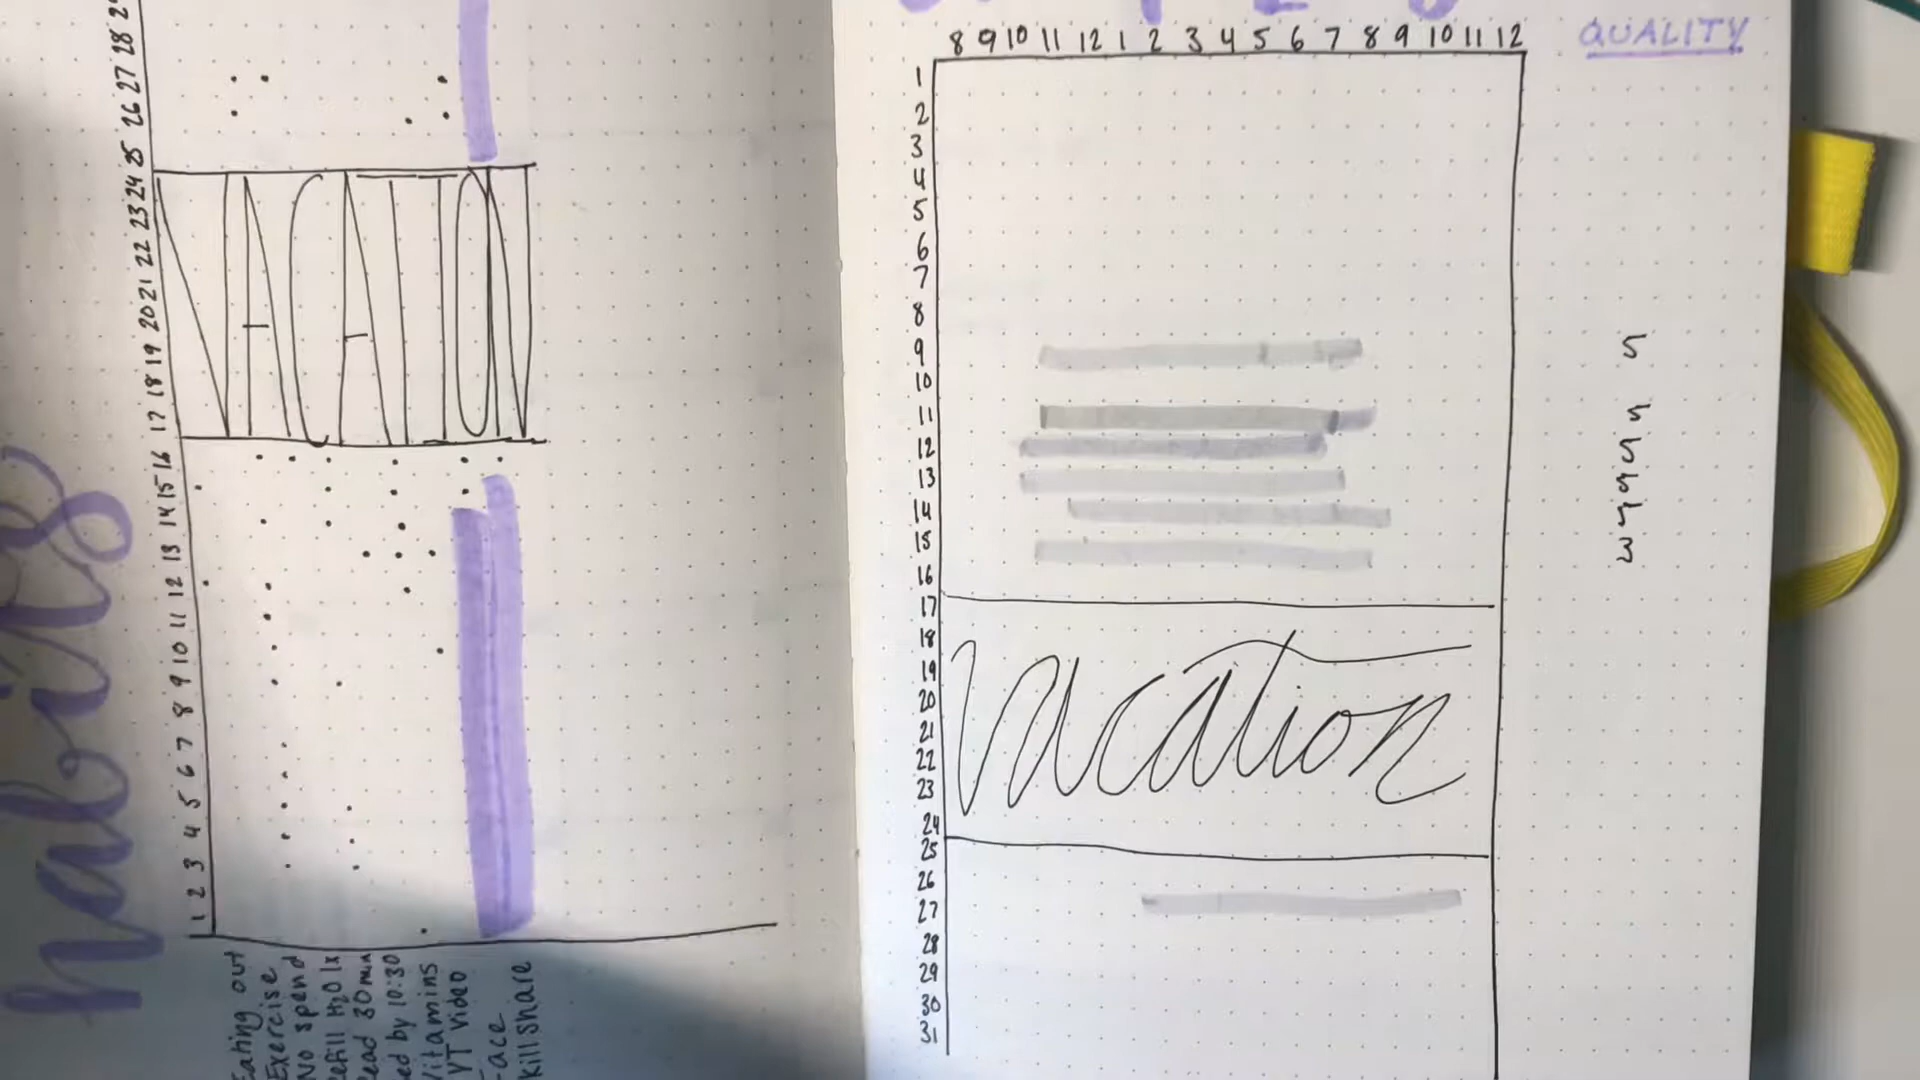 habits
1 2 3 4 5 6 7 8 9 10 11 12 13 14 15 16 17 18 19 20 21 22 23 24 25 26 27 28
VACATION
Eating out
Exercise
No spend
Refill H2O 1x
Read 30min
Bed by 10:30
Vitamins
YT video
Face
Skillshare
8 9 10 11 12 1 2 3 4 5 6 7 8 9 10 11 12
QUALITY
1
2
3
4
5
6
7
8
9
10
11
12
13
14
15
16
17
18
19
20
21
22
23
24
25
26
27
28
29
30
31
5
4
4
5
4
3
vacation